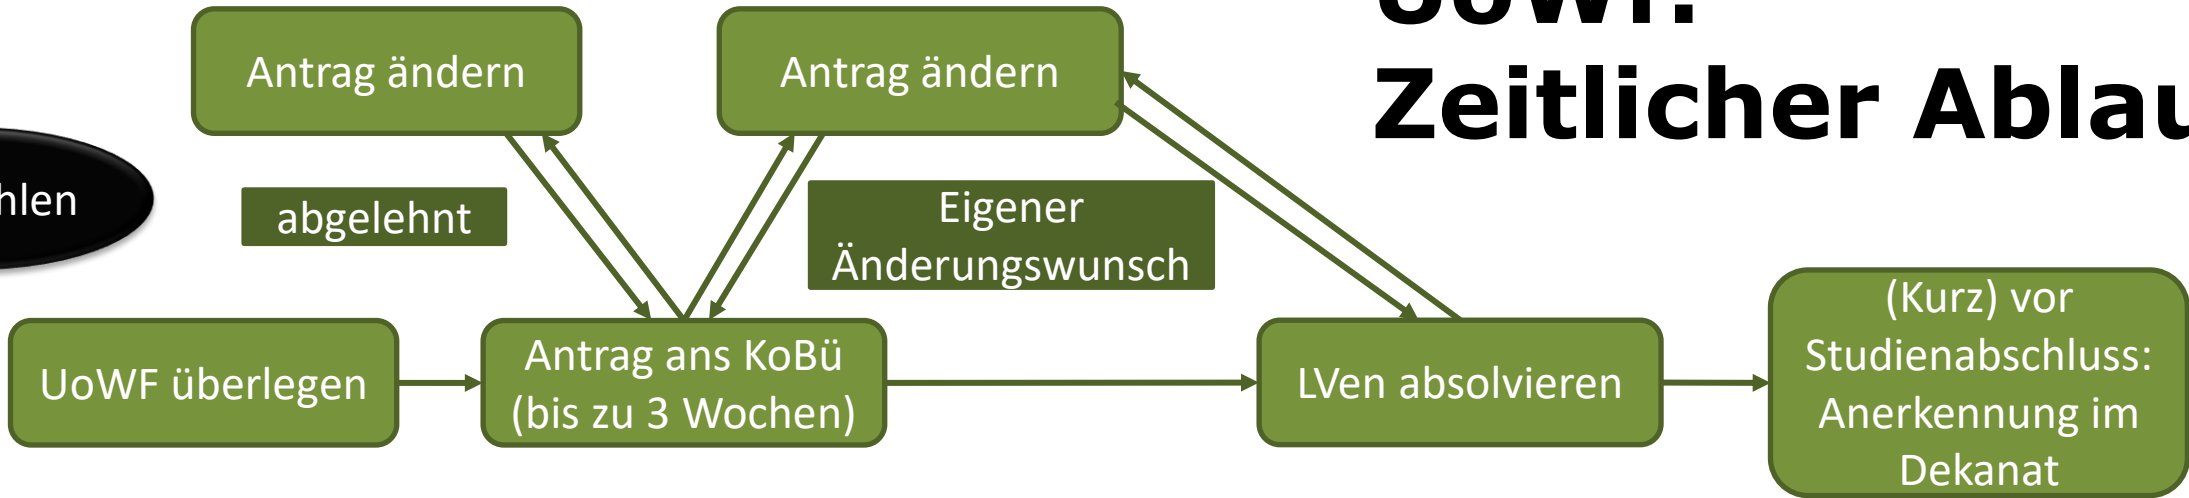 UoWF:
Zeitlicher Ablau
Antrag ändern
Antrag ändern
hlen
abgelehnt
Eigener
Änderungswunsch
UoWF überlegen
Antrag ans KoBü
(bis zu 3 Wochen)
LVen absolvieren
(Kurz) vor
Studienabschluss:
Anerkennung im
Dekanat